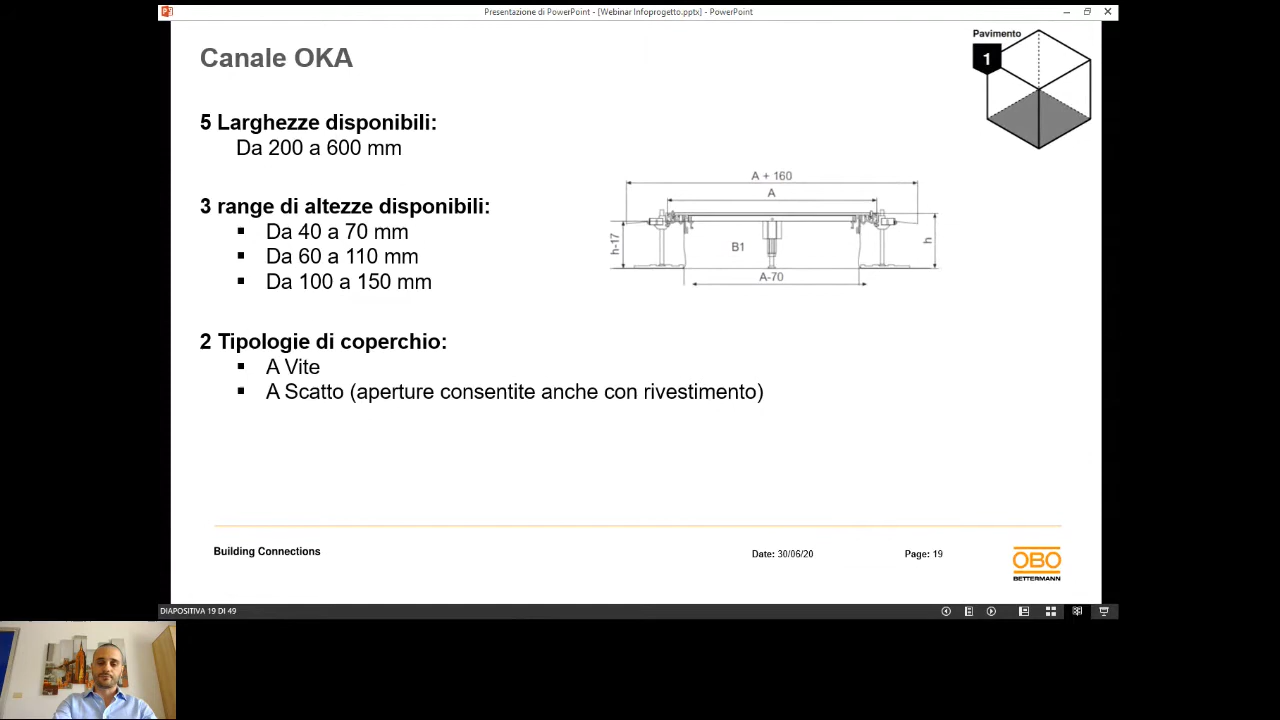 Presentazione di PowerPoint - [Webinar Infoprogetto.pptx] - PowerPoint
Canale OKA
Pavimento
1
5 Larghezze disponibili:
Da 200 a 600 mm
3 range di altezze disponibili:
▪ Da 40 a 70 mm
▪ Da 60 a 110 mm
▪ Da 100 a 150 mm
A + 160
A
h-17
B1
h
A-70
2 Tipologie di coperchio:
▪ A Vite
▪ A Scatto (aperture consentite anche con rivestimento)
Building Connections
Date: 30/06/20
Page: 19
OBO
BETTERMANN
DIAPOSITIVA 19 DI 49